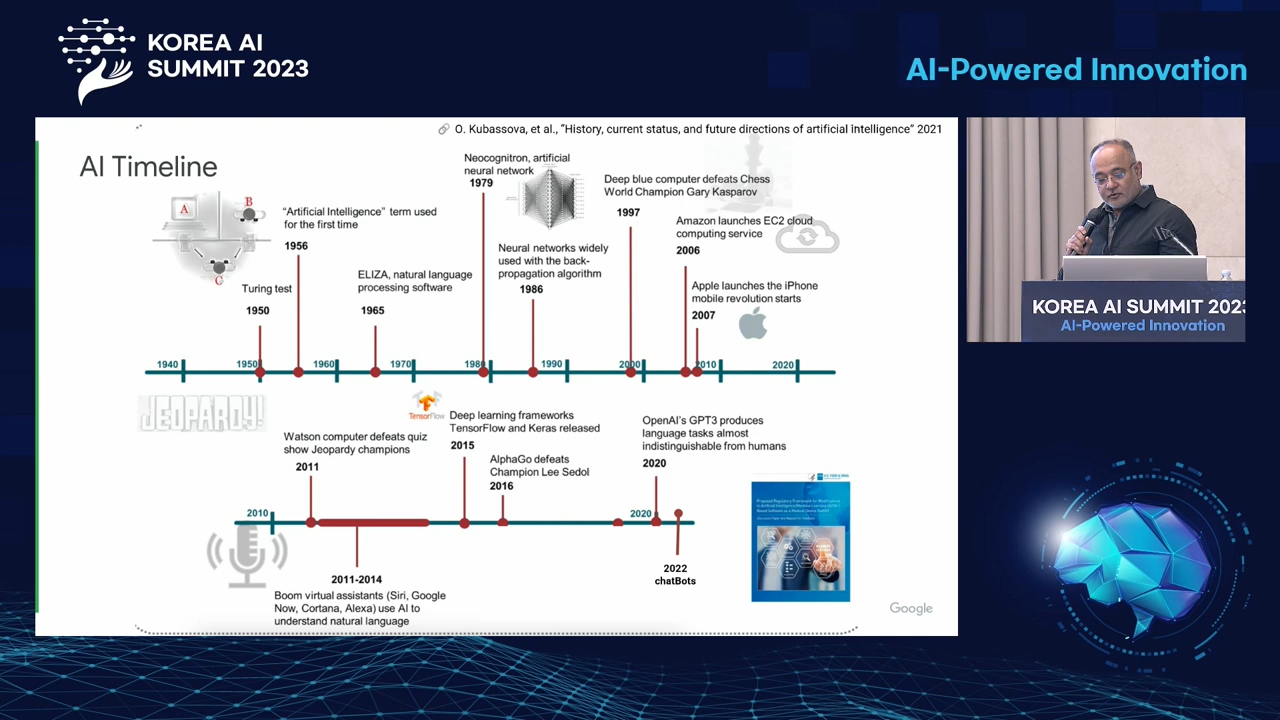 KOREA AI
SUMMIT 2023
AI-Powered Innovation
O. Kubassova, et al., "History, current status, and future directions of artificial intelligence" 2021
AI Timeline
A
B
C
Turing test
1950
"Artificial Intelligence" term used
for the first time
1956
ELIZA, natural language
processing software
1965
Neocognitron, artificial
neural network
1979
Neural networks widely
used with the back-
propagation algorithm
1986
Deep blue computer defeats Chess
World Champion Gary Kasparov
1997
Amazon launches EC2 cloud
computing service
2006
Apple launches the iPhone
mobile revolution starts
2007
1940 1950 1960 1970 1980 1990 2000 2010 2020
JEOPARDY!
Watson computer defeats quiz
show Jeopardy champions
2011
TensorFlow
Deep learning frameworks
TensorFlow and Keras released
2015
AlphaGo defeats
Champion Lee Sedol
2016
OpenAI's GPT3 produces
language tasks almost
indistinguishable from humans
2020
2010 2020
2011-2014
Boom virtual assistants (Siri, Google
Now, Cortana, Alexa) use AI to
understand natural language
2022
chatBots
Google
KOREA AI SUMMIT 202
AI-Powered Innovation